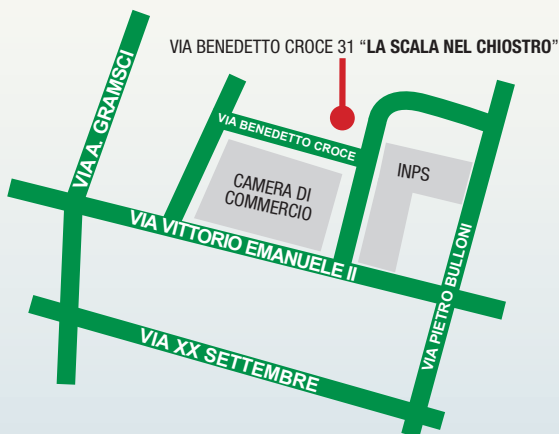 VIA BENEDETTO CROCE 31 “LA SCALA NEL CHIOSTRO”
VIA A. GRAMSCI
VIA BENEDETTO CROCE
INPS
CAMERA DI
COMMERCIO
VIA VITTORIO EMANUELE II
VIA PIETRO BULLONI
VIA XX SETTEMBRE